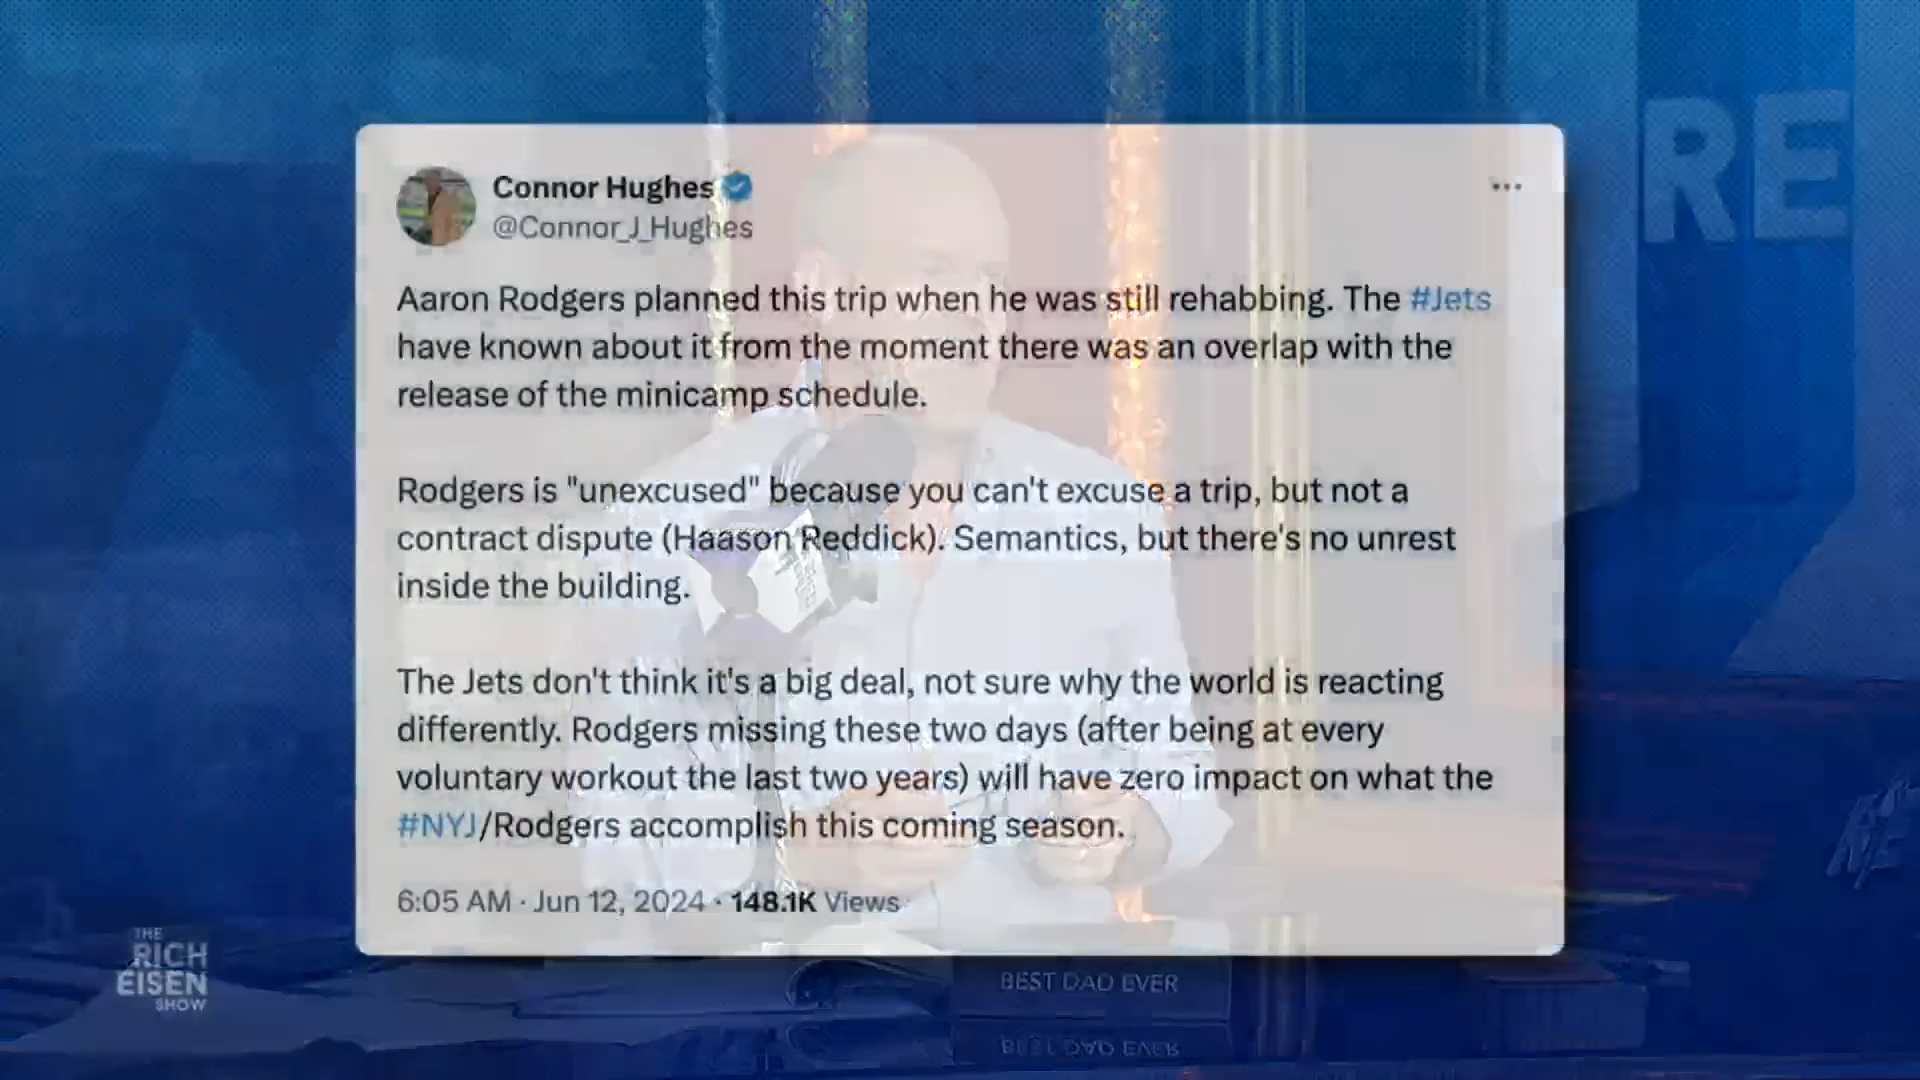 RE
Connor Hughes
@Connor_J_Hughes
Aaron Rodgers planned this trip when he was still rehabbing. The #Jets
have known about it from the moment there was an overlap with the
release of the minicamp schedule.
Rodgers is "unexcused" because you can't excuse a trip, but not a
contract dispute (Haason Reddick). Semantics, but there's no unrest
inside the building.
The Jets don't think it's a big deal, not sure why the world is reacting
differently. Rodgers missing these two days (after being at every
voluntary workout the last two years) will have zero impact on what the
#NYJ/Rodgers accomplish this coming season.
6:05 AM · Jun 12, 2024 · 148.1K Views
THE
RICH
EISEN
SHOW
BEST DAD EVER